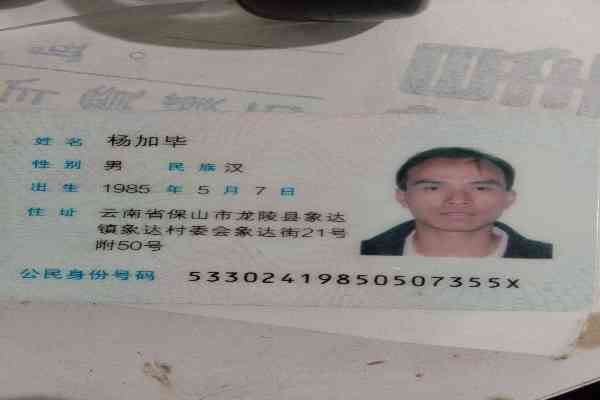 姓名 杨加毕
性别 男 民族 汉
出生 1985 年 5 月 7 日
住址 云南省保山市龙陵县象达
镇象达村委会象达街21号
附50号
公民身份号码 53302419850507355X